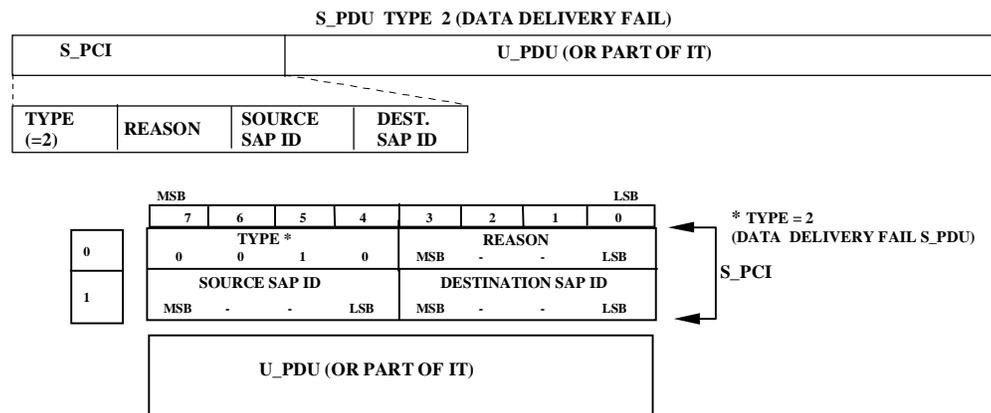 S_PDU TYPE 2 (DATA DELIVERY FAIL)
S_PCI U_PDU (OR PART OF IT)
TYPE (=2) REASON SOURCE SAP ID DEST. SAP ID
MSB LSB
7 6 5 4 3 2 1 0
* TYPE = 2
(DATA DELIVERY FAIL S_PDU)
0 TYPE * REASON
0 0 1 0 MSB - - LSB
S_PCI
1 SOURCE SAP ID DESTINATION SAP ID
MSB - - LSB MSB - - LSB
U_PDU (OR PART OF IT)